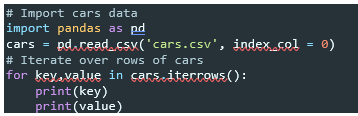 # Import cars data
import pandas as pd
cars = pd.read_csv('cars.csv', index_col = 0)
# Iterate over rows of cars
for key,value in cars.iterrows():
    print(key)
    print(value)